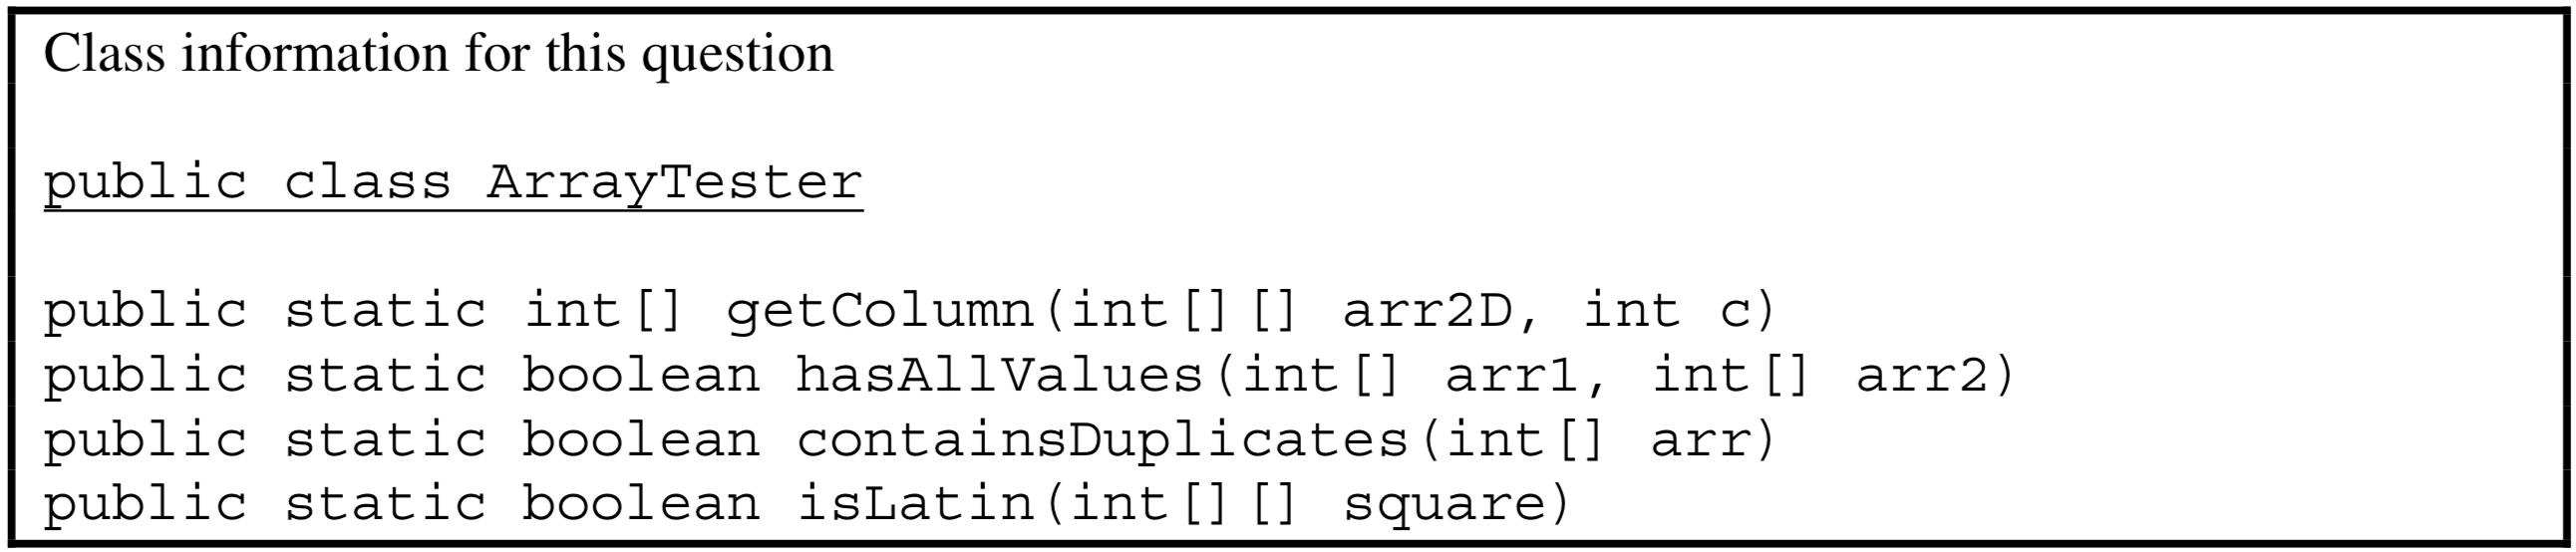 Class information for this question
public class ArrayTester
public static int[] getColumn(int[][] arr2D, int c)
public static boolean hasAllValues(int[] arr1, int[] arr2)
public static boolean containsDuplicates(int[] arr)
public static boolean isLatin(int[][] square)